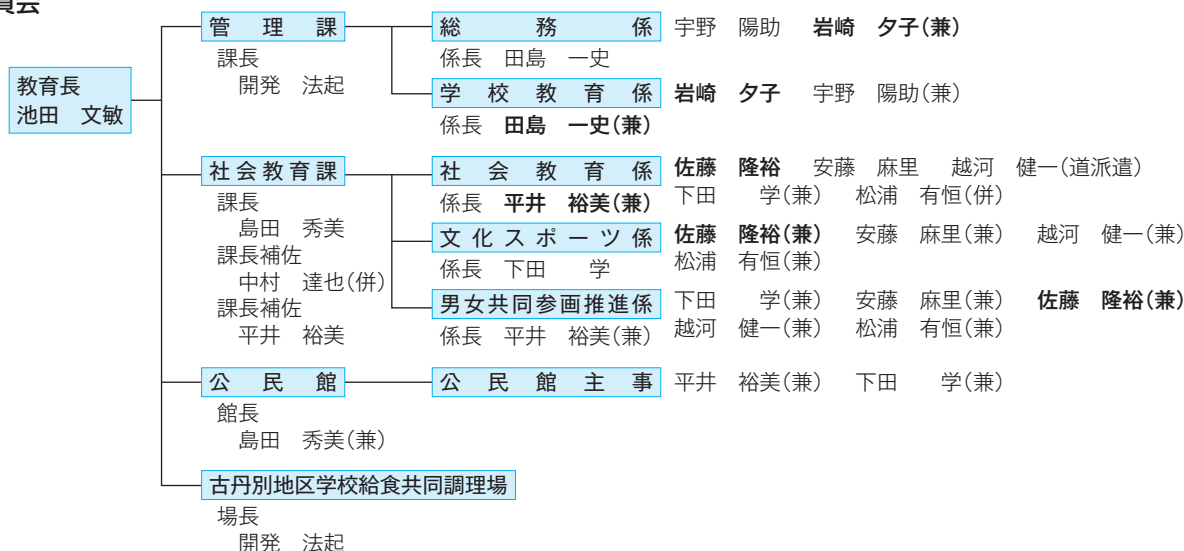 員会
教育長
池田　文敏
管理課
課長
開発　法起
総務係　宇野　陽助　岩崎　夕子(兼)
係長　田島　一史
学校教育係　岩崎　夕子　宇野　陽助(兼)
係長　田島　一史(兼)
社会教育課
課長
島田　秀美
課長補佐
中村　達也(併)
課長補佐
平井　裕美
社会教育係　佐藤　隆裕　安藤　麻里　越河　健一(道派遣)
下田　学(兼)　松浦　有恒(併)
係長　平井　裕美(兼)
文化スポーツ係　佐藤　隆裕(兼)　安藤　麻里(兼)　越河　健一(兼)
松浦　有恒(兼)
係長　下田　学
男女共同参画推進係　下田　学(兼)　安藤　麻里(兼)　佐藤　隆裕(兼)
越河　健一(兼)　松浦　有恒(兼)
係長　平井　裕美(兼)
公民館
館長
島田　秀美(兼)
公民館主事　平井　裕美(兼)　下田　学(兼)
古丹別地区学校給食共同調理場
場長
開発　法起